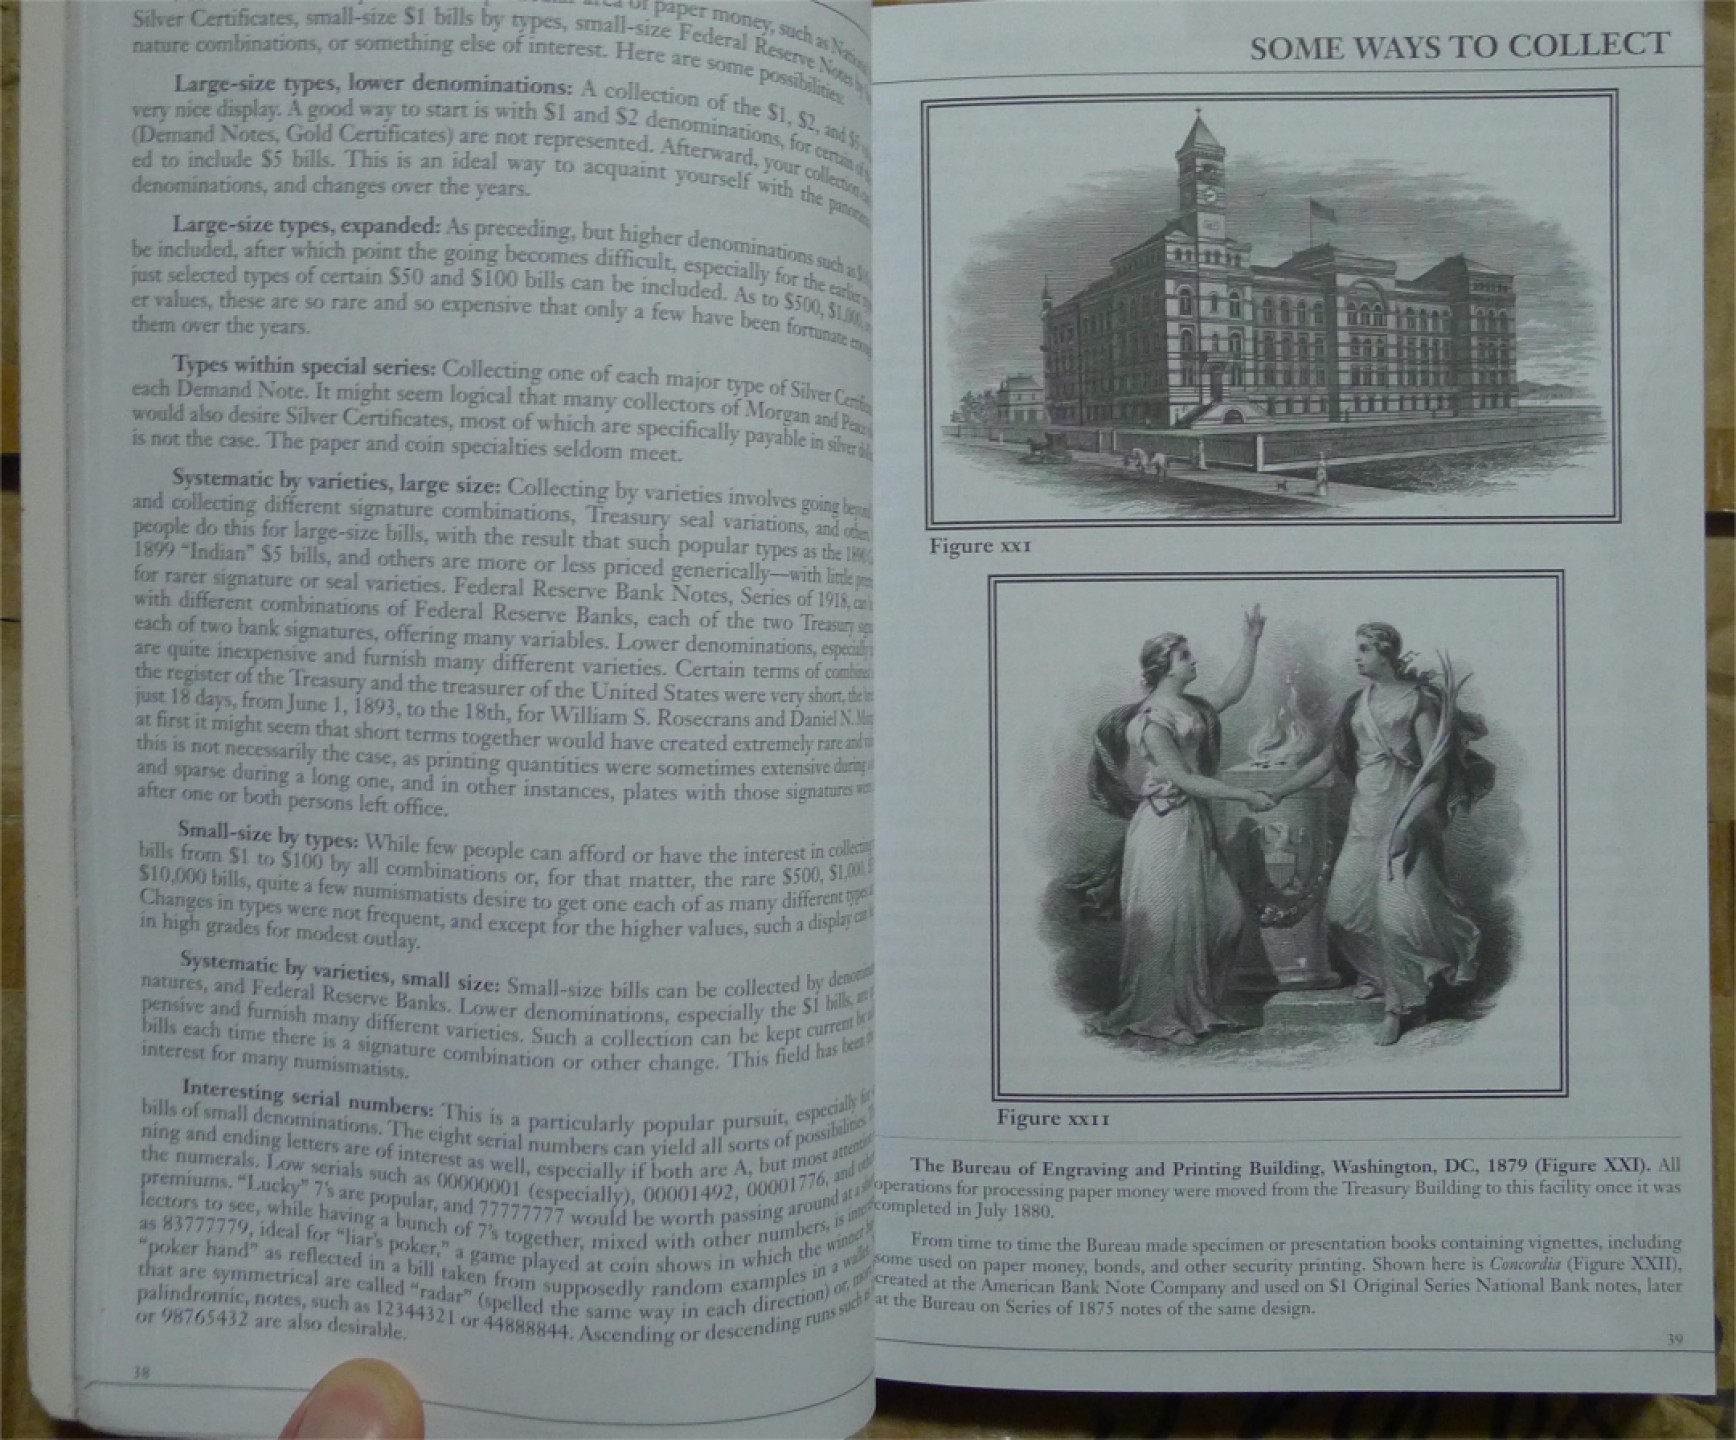 area of paper money, such as
Silver Certificates, small-size $1 bills by types, small-size Federal Reserve Notes by
nature combinations, or something else of interest. Here are some possibilities:
Large-size types, lower denominations: A collection of the $1, $2, and $5
very nice display. A good way to start is with $1 and $2 denominations, for certain of
(Demand Notes, Gold Certificates) are not represented. Afterward, your collection
ed to include $5 bills. This is an ideal way to acquaint yourself with the
denominations, and changes over the years.
Large-size types, expanded: As preceding, but higher denominations such as
be included, after which point the going becomes difficult, especially for the earlier
just selected types of certain $50 and $100 bills can be included. As to $500, $1,000,
er values, these are so rare and so expensive that only a few have been fortunate
them over the years.
Types within special series: Collecting one of each major type of Silver
each Demand Note. It might seem logical that many collectors of Morgan and Peace
would also desire Silver Certificates, most of which are specifically payable in silver
is not the case. The paper and coin specialties seldom meet.
Systematic by varieties, large size: Collecting by varieties involves going
and collecting different signature combinations, Treasury seal variations, and
people do this for large-size bills, with the result that such popular types as the
1899 “Indian” $5 bills, and others are more or less priced generically—with little
for rarer signature or seal varieties. Federal Reserve Bank Notes, Series of 1918,
with different combinations of Federal Reserve Banks, each of the two Treasury
each of two bank signatures, offering many variables. Lower denominations,
are quite inexpensive and furnish many different varieties. Certain terms of
the register of the Treasury and the treasurer of the United States were very short,
just 18 days, from June 1, 1893, to the 18th, for William S. Rosecrans and Daniel N.
at first it might seem that short terms together would have created extremely rare and
this is not necessarily the case, as printing quantities were sometimes extensive during
and sparse during a long one, and in other instances, plates with those signatures
after one or both persons left office.
Small-size by types: While few people can afford or have the interest in
bills from $1 to $100 by all combinations or, for that matter, the rare $500, $1,000,
$10,000 bills, quite a few numismatists desire to get one each of as many different types
Changes in types were not frequent, and except for the higher values, such a display can
in high grades for modest outlay.
Systematic by varieties, small size: Small-size bills can be collected by
natures, and Federal Reserve Banks. Lower denominations, especially the $1 bills,
pensive and furnish many different varieties. Such a collection can be kept current by
bills each time there is a signature combination or other change. This field has been
interest for many numismatists.
Interesting serial numbers: This is a particularly popular pursuit, especially
bills of small denominations. The eight serial numbers can yield all sorts of possibilities.
ning and ending letters are of interest as well, especially if both are A, but most
the numerals. Low serials such as 00000001 (especially), 00001492, 00001776, and
premiums. “Lucky” 7’s are popular, and 77777777 would be worth passing around at a
lectors to see, while having a bunch of 7’s together, mixed with other numbers, is
as 83777779, ideal for “liar’s poker,” a game played at coin shows in which the winner
“poker hand” as reflected in a bill taken from supposedly random examples in a wallet.
that are symmetrical are called “radar” (spelled the same way in each direction) or,
palindromic, notes, such as 12344321 or 44888844. Ascending or descending runs such
or 98765432 are also desirable.
38
SOME WAYS TO COLLECT
Figure XXI
Figure XXII
The Bureau of Engraving and Printing Building, Washington, DC, 1879 (Figure XXI). All
operations for processing paper money were moved from the Treasury Building to this facility once it was
completed in July 1880.
From time to time the Bureau made specimen or presentation books containing vignettes, including
some used on paper money, bonds, and other security printing. Shown here is Concordia (Figure XXII),
created at the American Bank Note Company and used on $1 Original Series National Bank notes, later
at the Bureau on Series of 1875 notes of the same design.
39